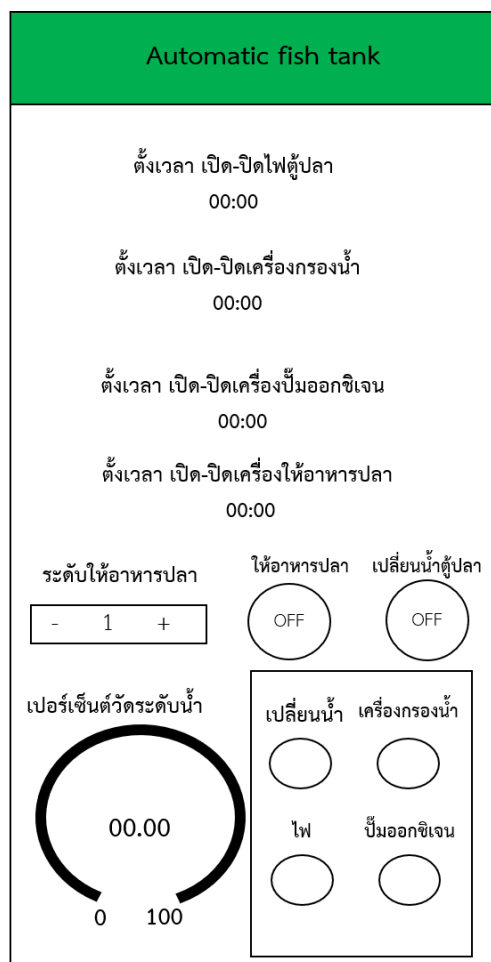 Automatic fish tank
ตั้งเวลา เปิด-ปิดไฟตู้ปลา
00:00
ตั้งเวลา เปิด-ปิดเครื่องกรองน้ำ
00:00
ตั้งเวลา เปิด-ปิดเครื่องปั๊มออกซิเจน
00:00
ตั้งเวลา เปิด-ปิดเครื่องให้อาหารปลา
00:00
ระดับให้อาหารปลา
- 1 +
ให้อาหารปลา
OFF
เปลี่ยนน้ำตู้ปลา
OFF
เปอร์เซ็นต์วัดระดับน้ำ
00.00
0 100
เปลี่ยนน้ำ
เครื่องกรองน้ำ
ไฟ
ปั๊มออกซิเจน